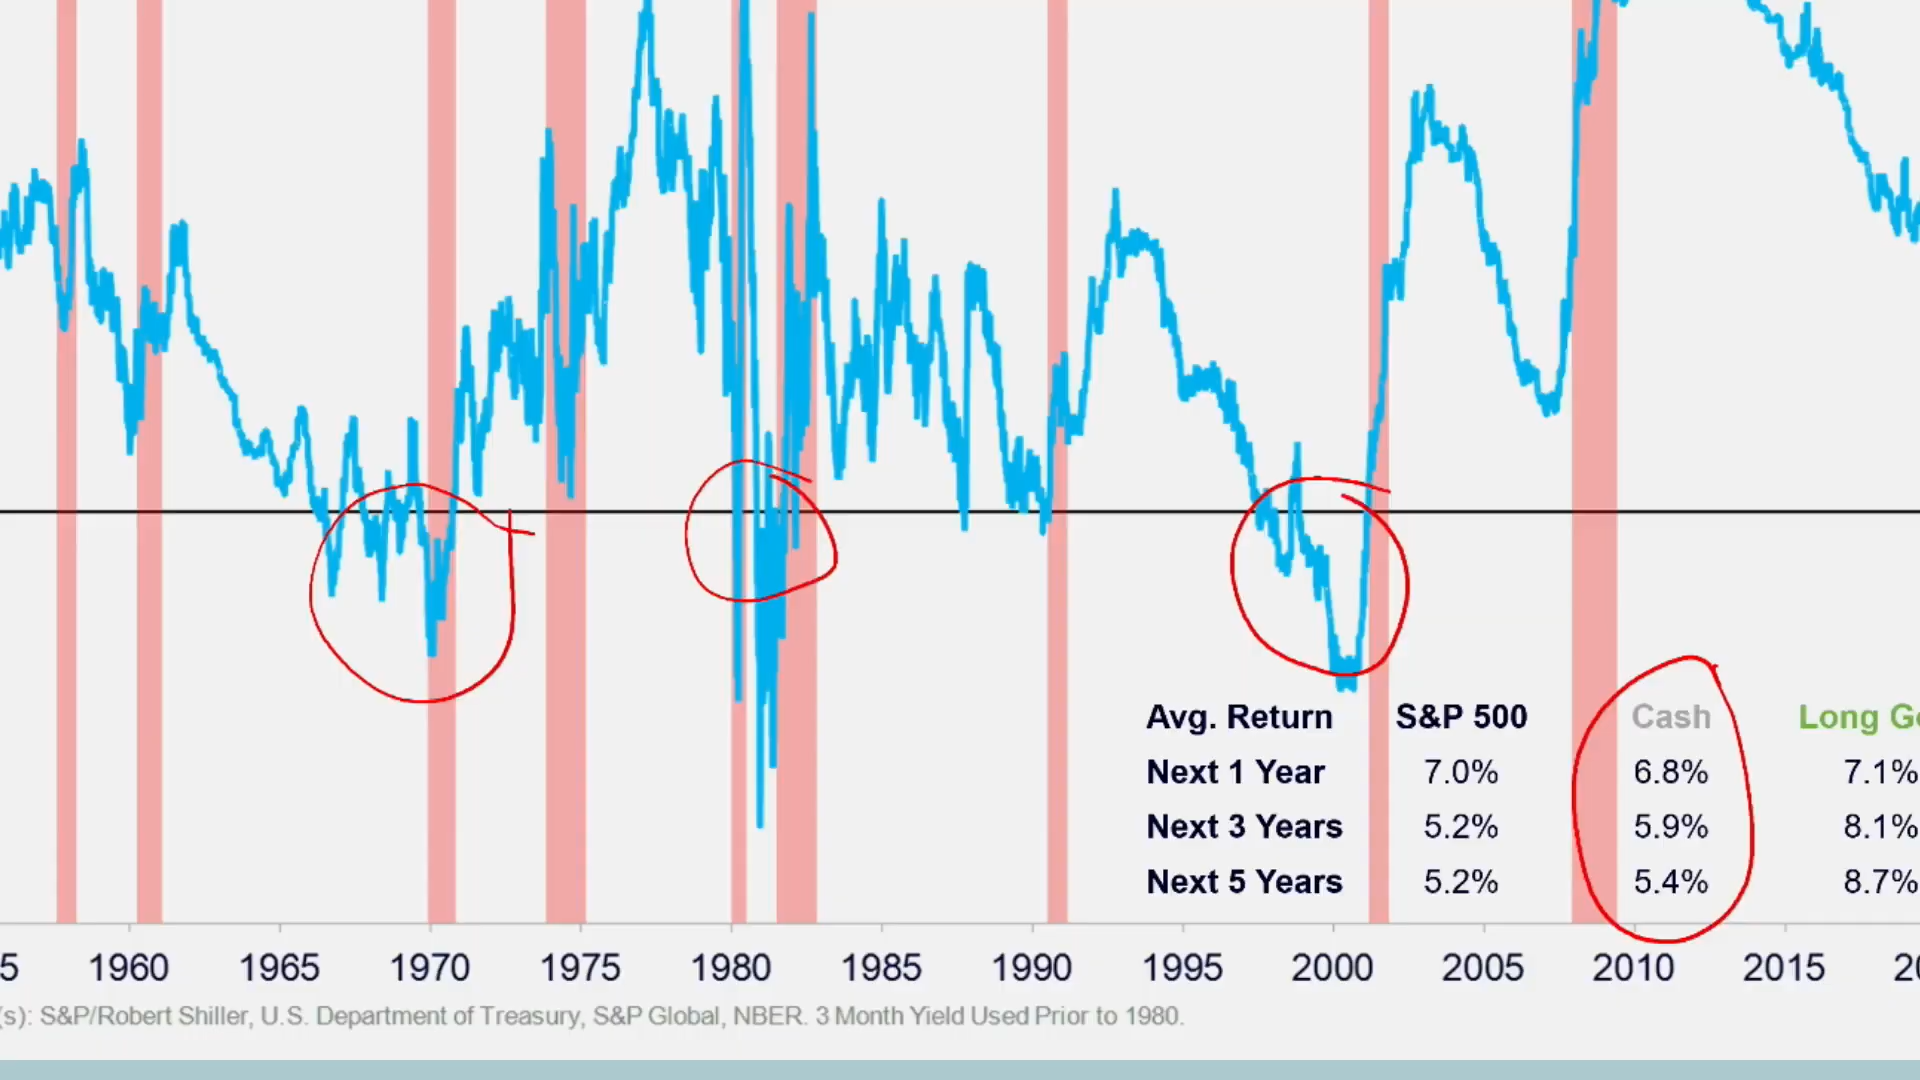 Avg. Return S&P 500 Cash Long
Next 1 Year 7.0% 6.8% 7.1%
Next 3 Years 5.2% 5.9% 8.1%
Next 5 Years 5.2% 5.4% 8.7%
5 1960 1965 1970 1975 1980 1985 1990 1995 2000 2005 2010 2015 20
(s): S&P/Robert Shiller, U.S. Department of Treasury, S&P Global, NBER. 3 Month Yield Used Prior to 1980.